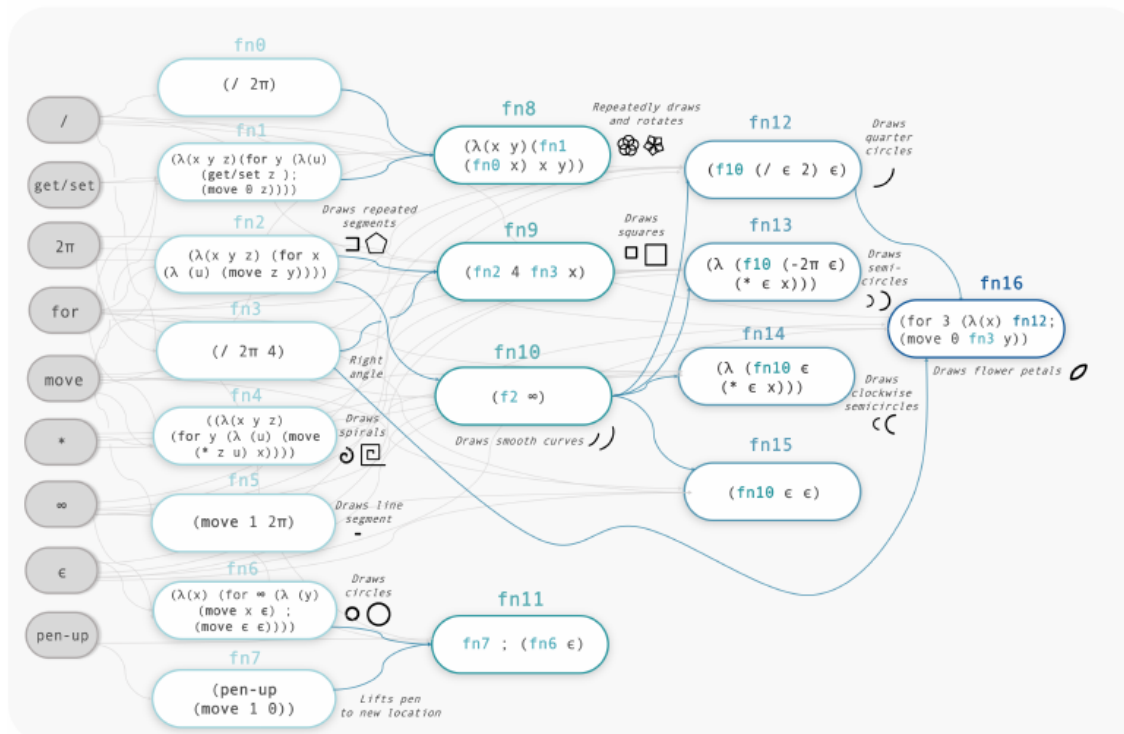 /
get/set
2π
for
move
*
∞
ϵ
pen-up
fn0
(/ 2π)
fn1
(λ(x y z)(for y (λ(u)
(get/set z );
(move 0 z))))
fn2
(λ(x y z) (for x
(λ (u) (move z y))))
Draws repeated
segments
fn3
(/ 2π 4)
Right
angle
fn4
((λ(x y z)
(for y (λ (u) (move
(* z u) x))))
Draws
spirals
fn5
(move 1 2π)
Draws line
segment
fn6
(λ(x) (for ∞ (λ (y)
(move x ϵ) ;
(move ϵ ϵ))))
Draws
circles
fn7
(pen-up
(move 1 0))
Lifts pen
to new location
fn8
(λ(x y)(fn1
(fn0 x) x y))
Repeatedly draws
and rotates
fn9
(fn2 4 fn3 x)
Draws
squares
fn10
(f2 ∞)
Draws smooth curves
fn11
fn7 ; (fn6 ϵ)
fn12
(f10 (/ ϵ 2) ϵ)
Draws
quarter
circles
fn13
(λ (f10 (-2π ϵ)
(* ϵ x)))
Draws
semi-
circles
fn14
(λ (fn10 ϵ
(* ϵ x)))
Draws
clockwise
semicircles
fn15
(fn10 ϵ ϵ)
fn16
(for 3 (λ(x) fn12;
(move 0 fn3 y))
Draws flower petals